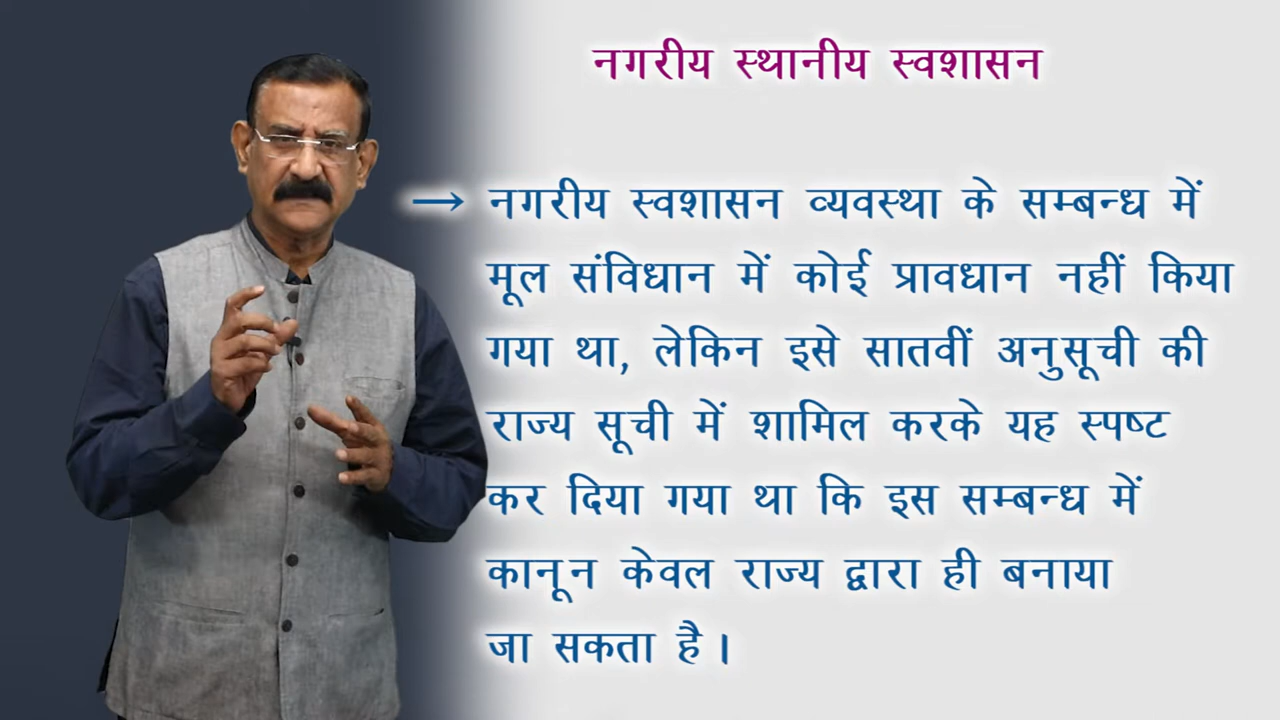 नगरीय स्थानीय स्वशासन
→ नगरीय स्वशासन व्यवस्था के सम्बन्ध में
मूल संविधान में कोई प्रावधान नहीं किया
गया था, लेकिन इसे सातवीं अनुसूची की
राज्य सूची में शामिल करके यह स्पष्ट
कर दिया गया था कि इस सम्बन्ध में
कानून केवल राज्य द्वारा ही बनाया
जा सकता है।